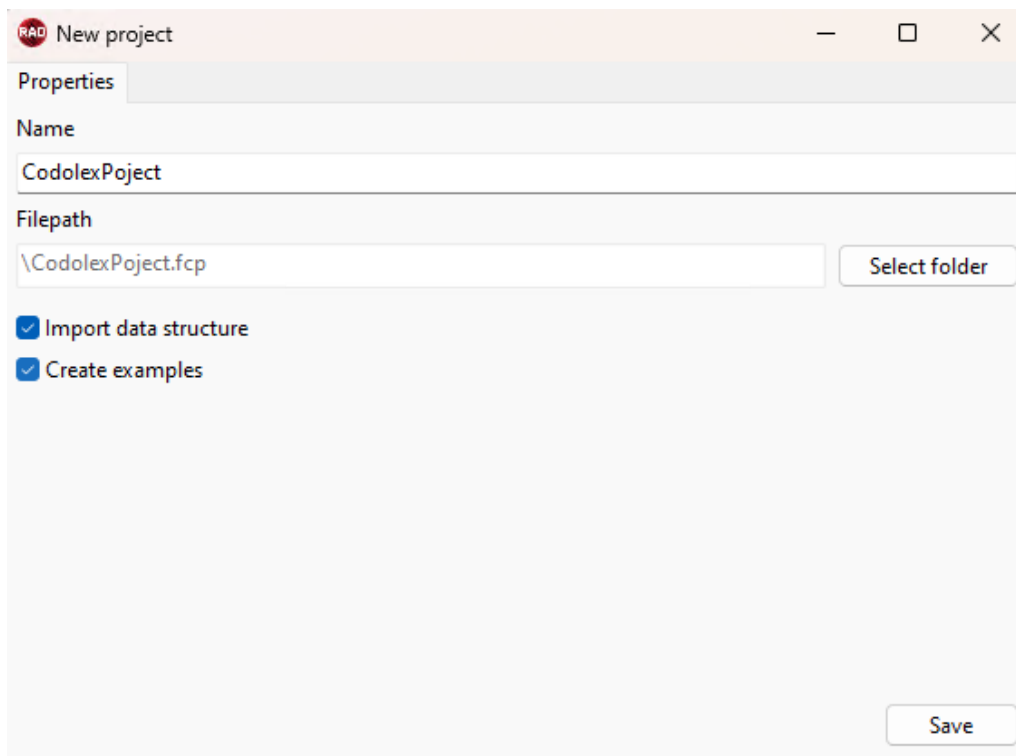 RAD New project
Properties
Name
CodolexPoject
Filepath
\CodolexPoject.fcp
Select folder
Import data structure
Create examples
Save